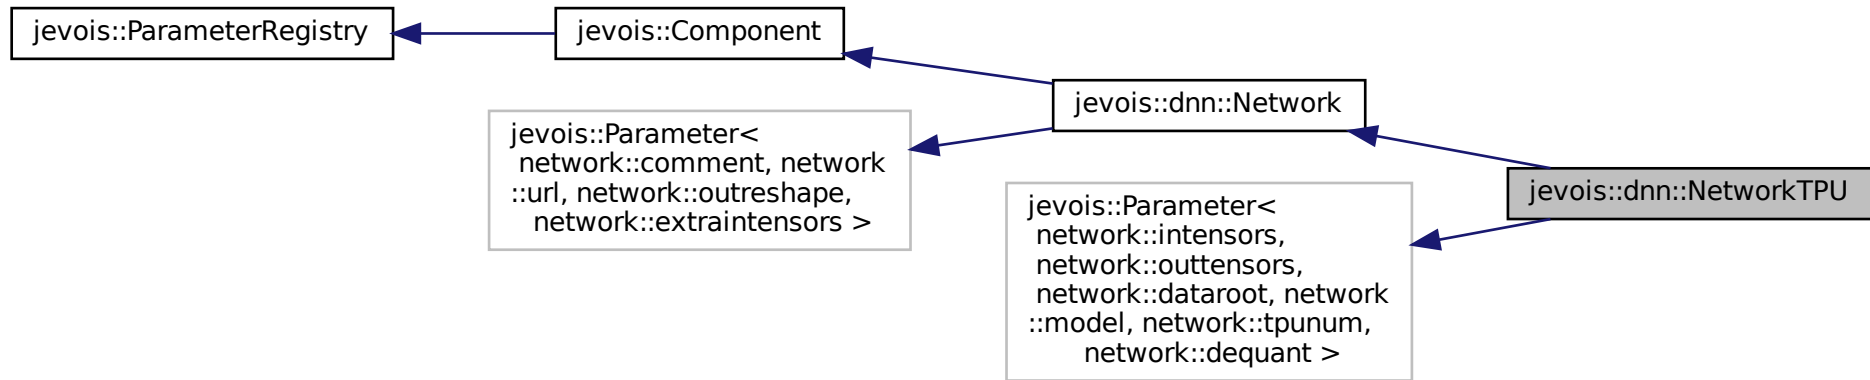 jevois::ParameterRegistry
jevois::Component
jevois::dnn::Network
jevois::Parameter<
network::comment, network
::url, network::outreshape,
network::extraintensors >
jevois::dnn::NetworkTPU
jevois::Parameter<
network::intensors,
network::outtensors,
network::dataroot, network
::model, network::tpunum,
network::dequant >